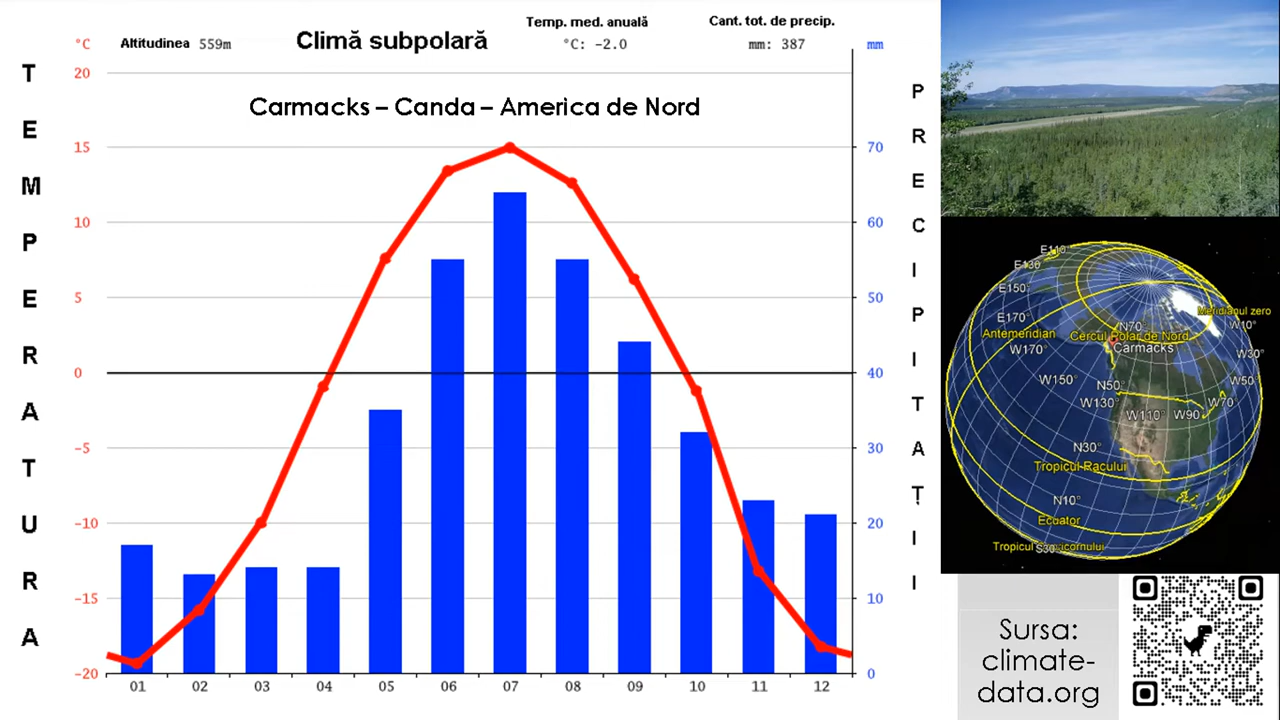 Temp. med. anuală
Cant. tot. de precip.
°C
Altitudinea 559m
Climă subpolară
°C: -2.0
mm: 387
mm
Carmacks – Canda – America de Nord
TEMPERATURA
20
15
10
5
0
-5
-10
-15
-20
70
60
50
40
30
20
10
0
01 02 03 04 05 06 07 08 09 10 11 12
PRECIPITAȚII
E110
E130
E150°
E170°
Meridianul zero
W10°
Antemeridian
N70°
Cercul Polar de Nord
Carmacks
W170°
W30°
W150°
N50°
W50°
W130°
W110°
W90
W70
N30°
Tropicul Racului
N10°
Ecuator
Tropicul
S30
Sursa:
climate-
data.org